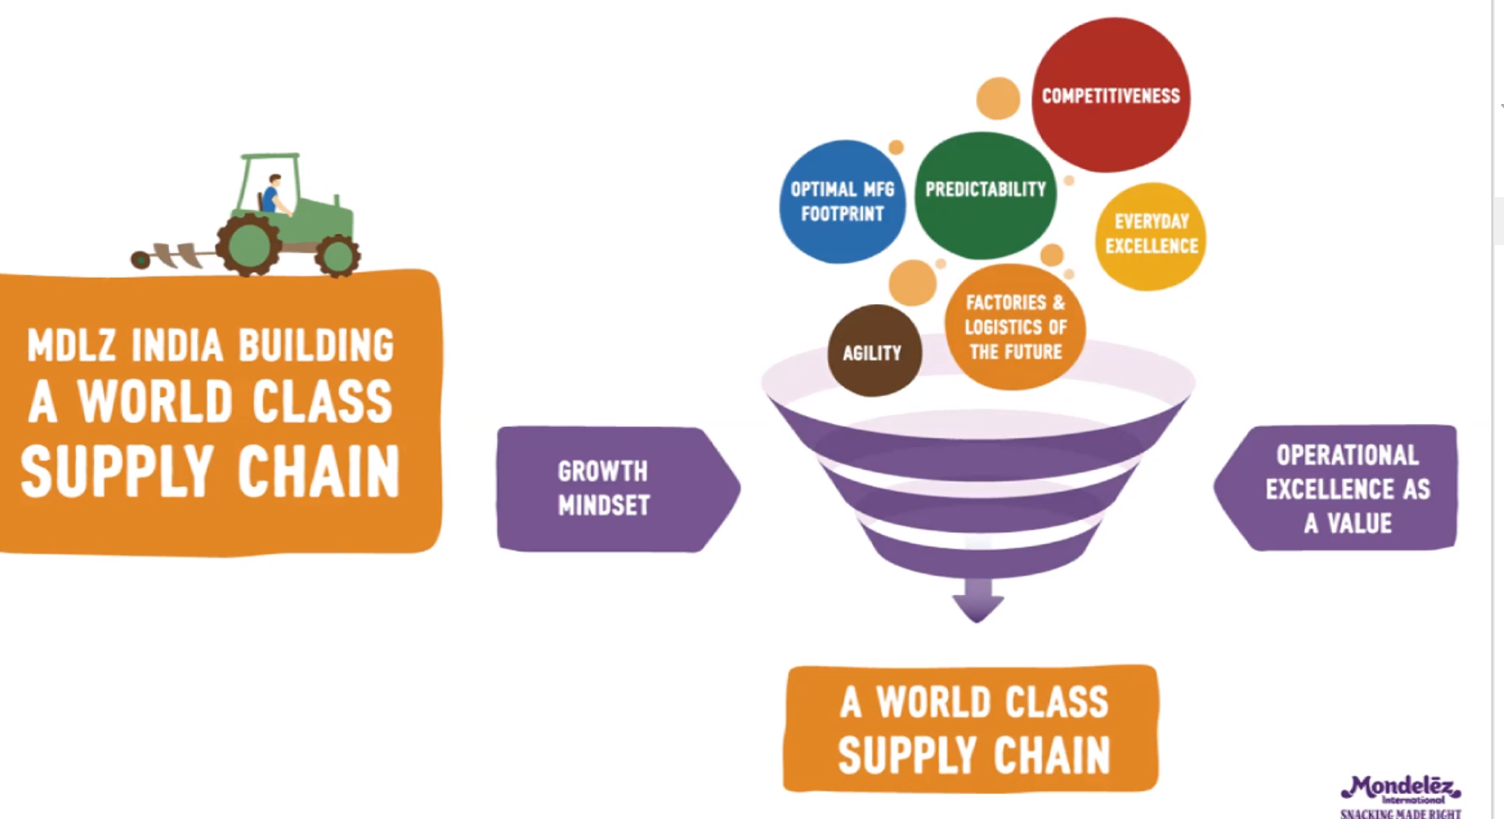 MDLZ INDIA BUILDING
A WORLD CLASS
SUPPLY CHAIN
COMPETITIVENESS
OPTIMAL MFG
FOOTPRINT
PREDICTABILITY
EVERYDAY
EXCELLENCE
AGILITY
FACTORIES &
LOGISTICS OF
THE FUTURE
GROWTH
MINDSET
OPERATIONAL
EXCELLENCE AS
A VALUE
A WORLD CLASS
SUPPLY CHAIN
Mondelēz
International
SNACKING MADE RIGHT